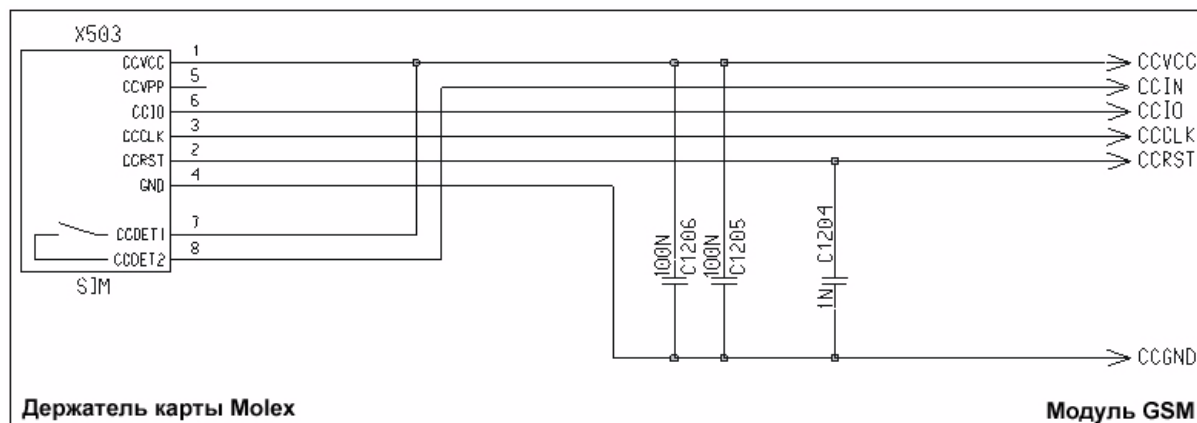 X503
1
CCVCC
5
CCVPP
6
CCIO
3
CCCLK
2
CCRST
4
GND
7
CCDET1
8
CCDET2
SIM
100N
C1206
100N
C1205
1N
C1204
CCVCC
CCIN
CCIO
CCCLK
CCRST
CCGND
Держатель карты Molex
Модуль GSM